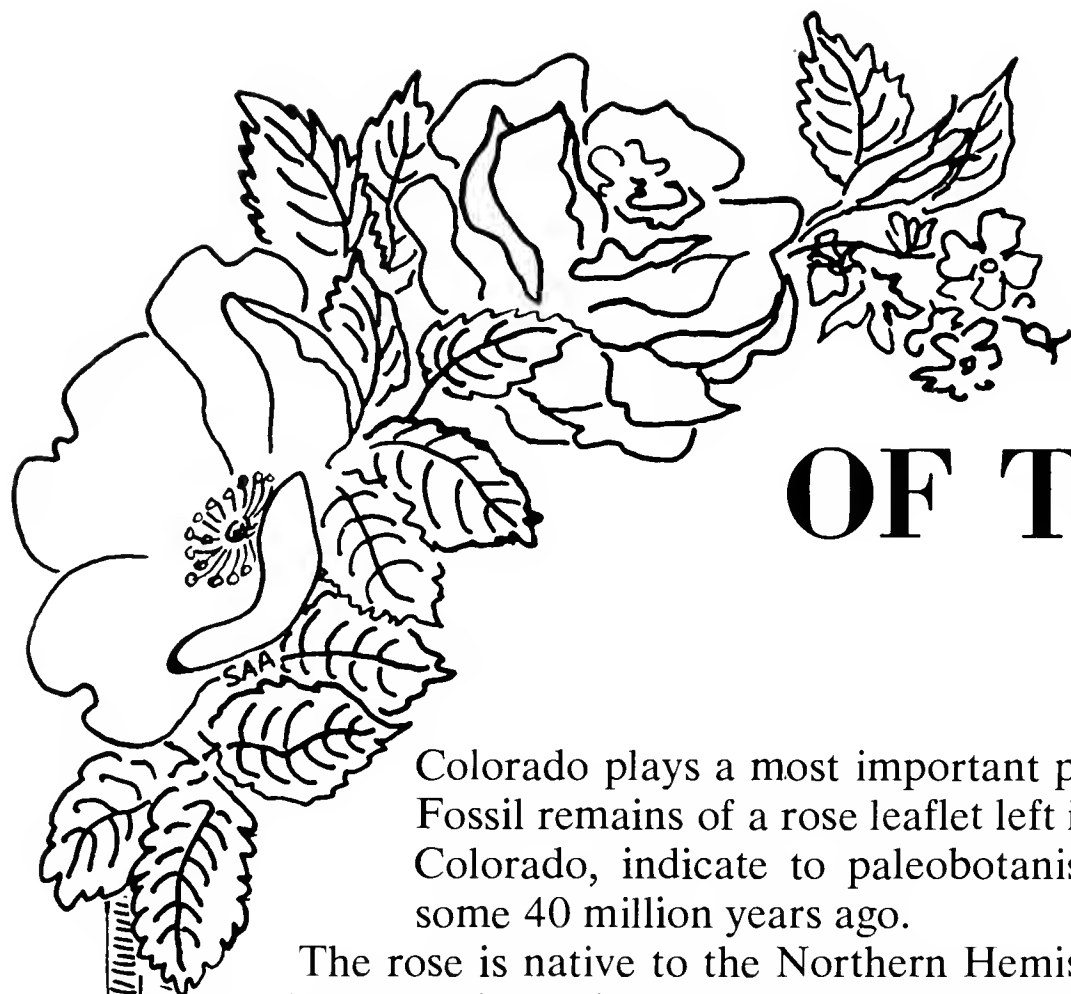 OF T
SAA
Colorado plays a most important p
Fossil remains of a rose leaflet left i
Colorado, indicate to paleobotanis
some 40 million years ago.
The rose is native to the Northern Hemis